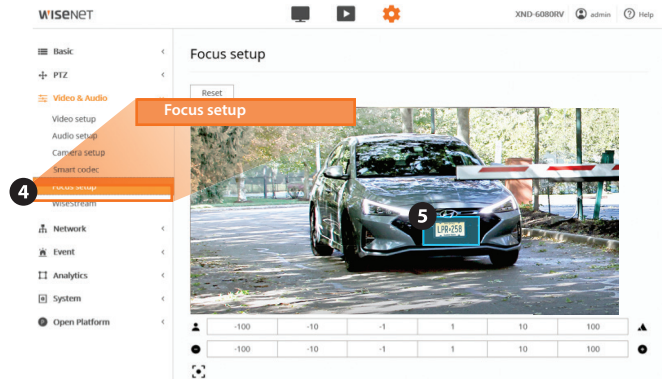 WISENET
XND-6080RV admin ? Help
Basic
PTZ
Video & Audio
Video setup
Audio setup
Camera setup
Smart codec
Focus setup
WiseStream
Network
Event
Analytics
System
Open Platform
4
Focus setup
Reset
Focus setup
5
LPR-258
-100 -10 -1 1 10 100
-100 -10 -1 1 10 100